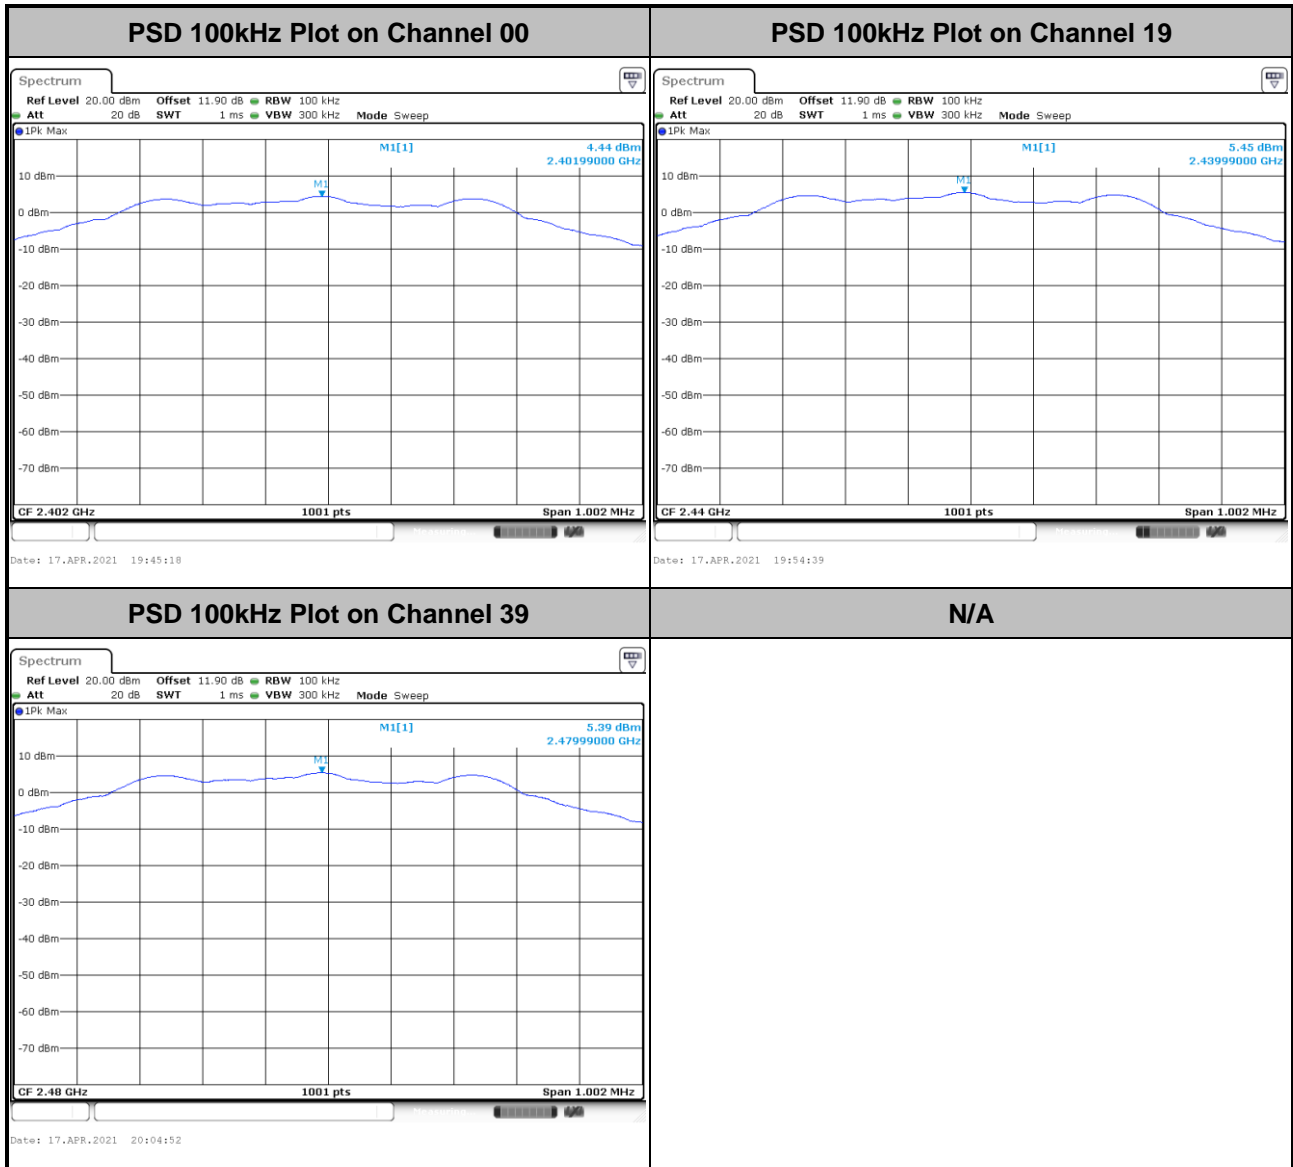 PSD 100kHz Plot on Channel 00
Spectrum
Ref Level 20.00 dBm Offset 11.90 dB RBW 100 kHz
Att 20 dB SWT 1 ms VBW 300 kHz Mode Sweep
1Pk Max
M1[1] 4.44 dBm
2.40199000 GHz
M1
10 dBm
0 dBm
-10 dBm
-20 dBm
-30 dBm
-40 dBm
-50 dBm
-60 dBm
-70 dBm
CF 2.402 GHz 1001 pts Span 1.002 MHz
Measuring...
Date: 17.APR.2021 19:45:18
PSD 100kHz Plot on Channel 19
Spectrum
Ref Level 20.00 dBm Offset 11.90 dB RBW 100 kHz
Att 20 dB SWT 1 ms VBW 300 kHz Mode Sweep
1Pk Max
M1[1] 5.45 dBm
2.43999000 GHz
M1
10 dBm
0 dBm
-10 dBm
-20 dBm
-30 dBm
-40 dBm
-50 dBm
-60 dBm
-70 dBm
CF 2.44 GHz 1001 pts Span 1.002 MHz
Measuring...
Date: 17.APR.2021 19:54:39
PSD 100kHz Plot on Channel 39
Spectrum
Ref Level 20.00 dBm Offset 11.90 dB RBW 100 kHz
Att 20 dB SWT 1 ms VBW 300 kHz Mode Sweep
1Pk Max
M1[1] 5.39 dBm
2.47999000 GHz
M1
10 dBm
0 dBm
-10 dBm
-20 dBm
-30 dBm
-40 dBm
-50 dBm
-60 dBm
-70 dBm
CF 2.48 GHz 1001 pts Span 1.002 MHz
Measuring...
Date: 17.APR.2021 20:04:52
N/A